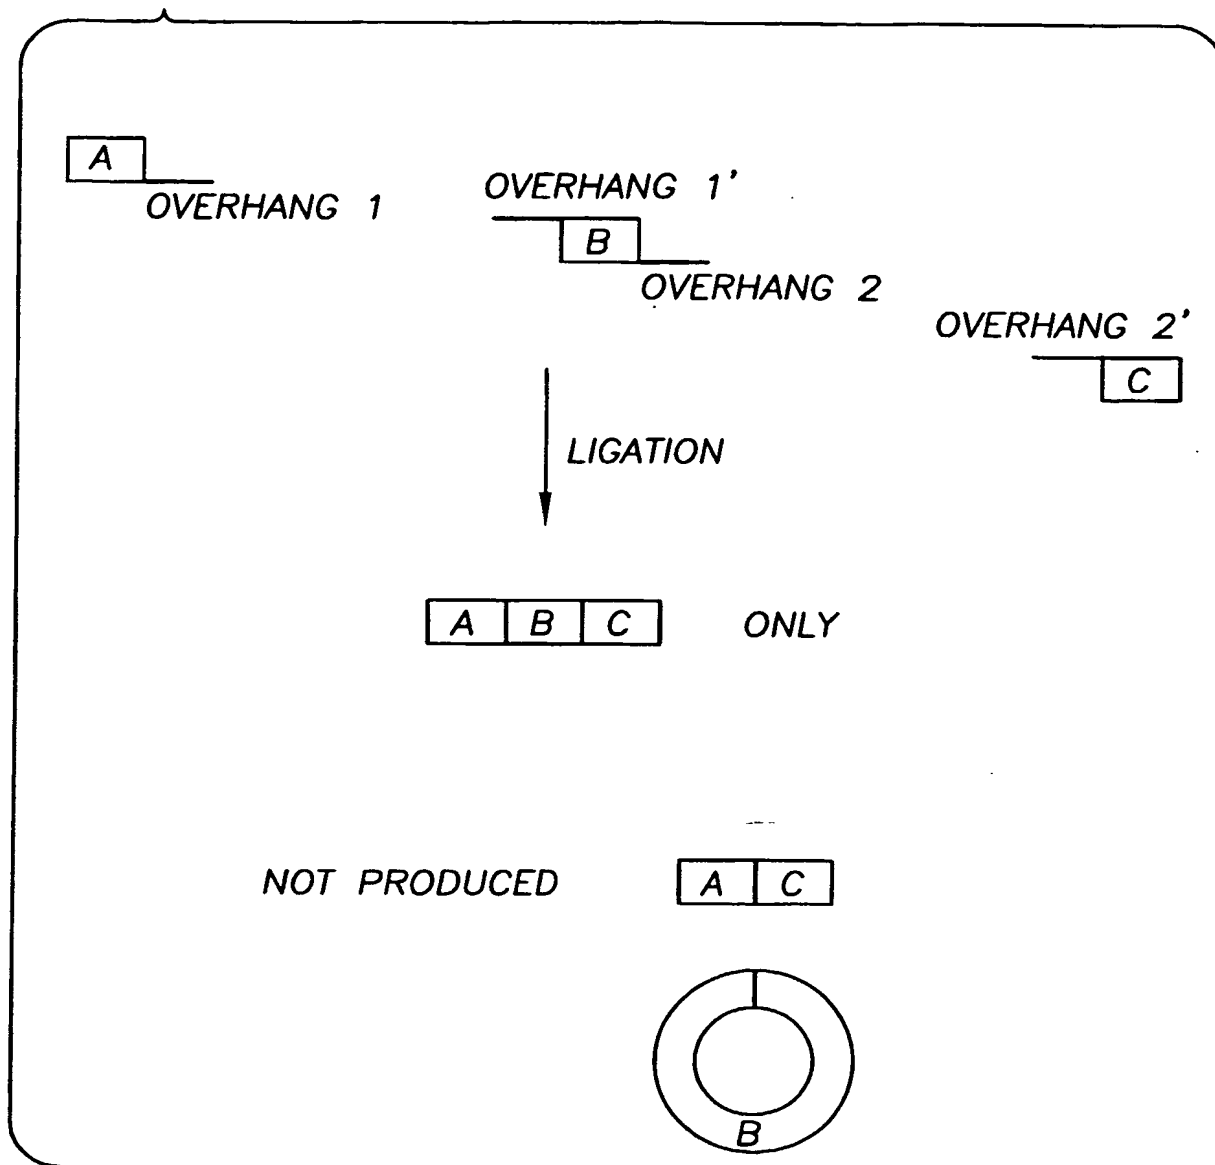 A
OVERHANG 1
OVERHANG 1'
B
OVERHANG 2
OVERHANG 2'
C
LIGATION
A B C ONLY
NOT PRODUCED A C
B